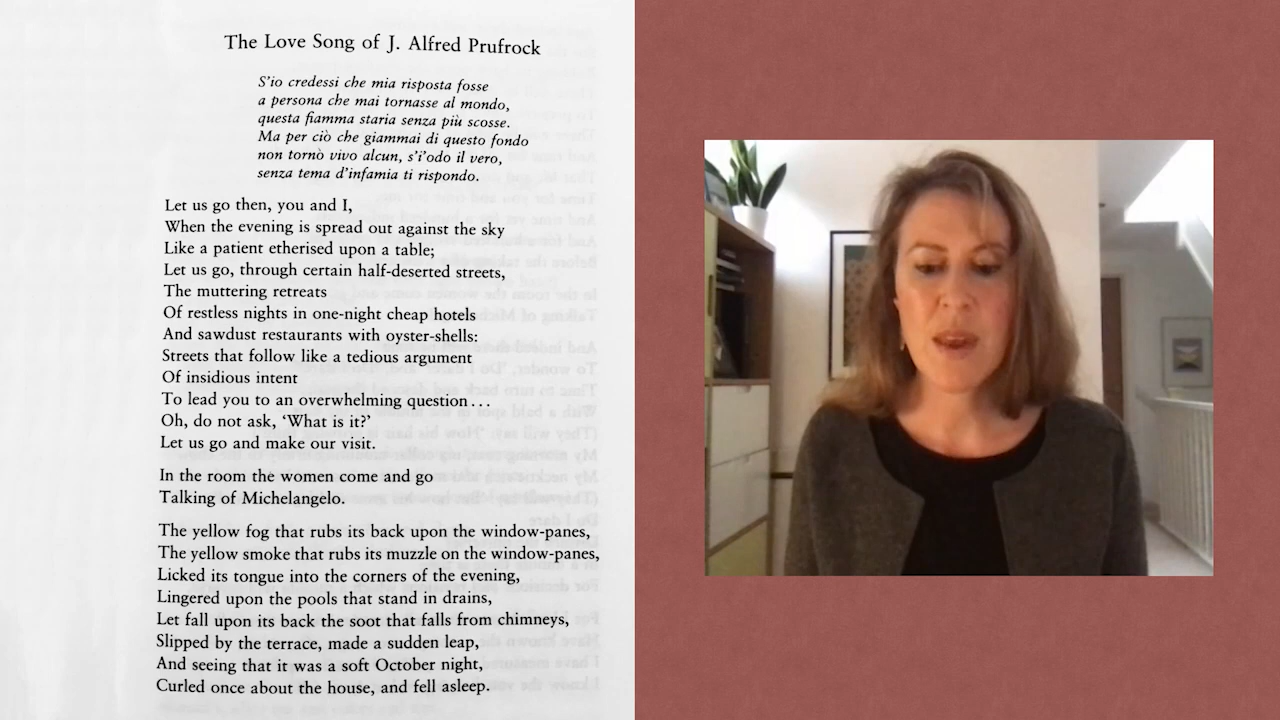 The Love Song of J. Alfred Prufrock
S'io credessi che mia risposta fosse
a persona che mai tornasse al mondo,
questa fiamma staria senza più scosse.
Ma per ciò che giammai di questo fondo
non tornò vivo alcun, s'i'odo il vero,
senza tema d'infamia ti rispondo.
Let us go then, you and I,
When the evening is spread out against the sky
Like a patient etherised upon a table;
Let us go, through certain half-deserted streets,
The muttering retreats
Of restless nights in one-night cheap hotels
And sawdust restaurants with oyster-shells:
Streets that follow like a tedious argument
Of insidious intent
To lead you to an overwhelming question...
Oh, do not ask, 'What is it?'
Let us go and make our visit.
In the room the women come and go
Talking of Michelangelo.
The yellow fog that rubs its back upon the window-panes,
The yellow smoke that rubs its muzzle on the window-panes,
Licked its tongue into the corners of the evening,
Lingered upon the pools that stand in drains,
Let fall upon its back the soot that falls from chimneys,
Slipped by the terrace, made a sudden leap,
And seeing that it was a soft October night,
Curled once about the house, and fell asleep.